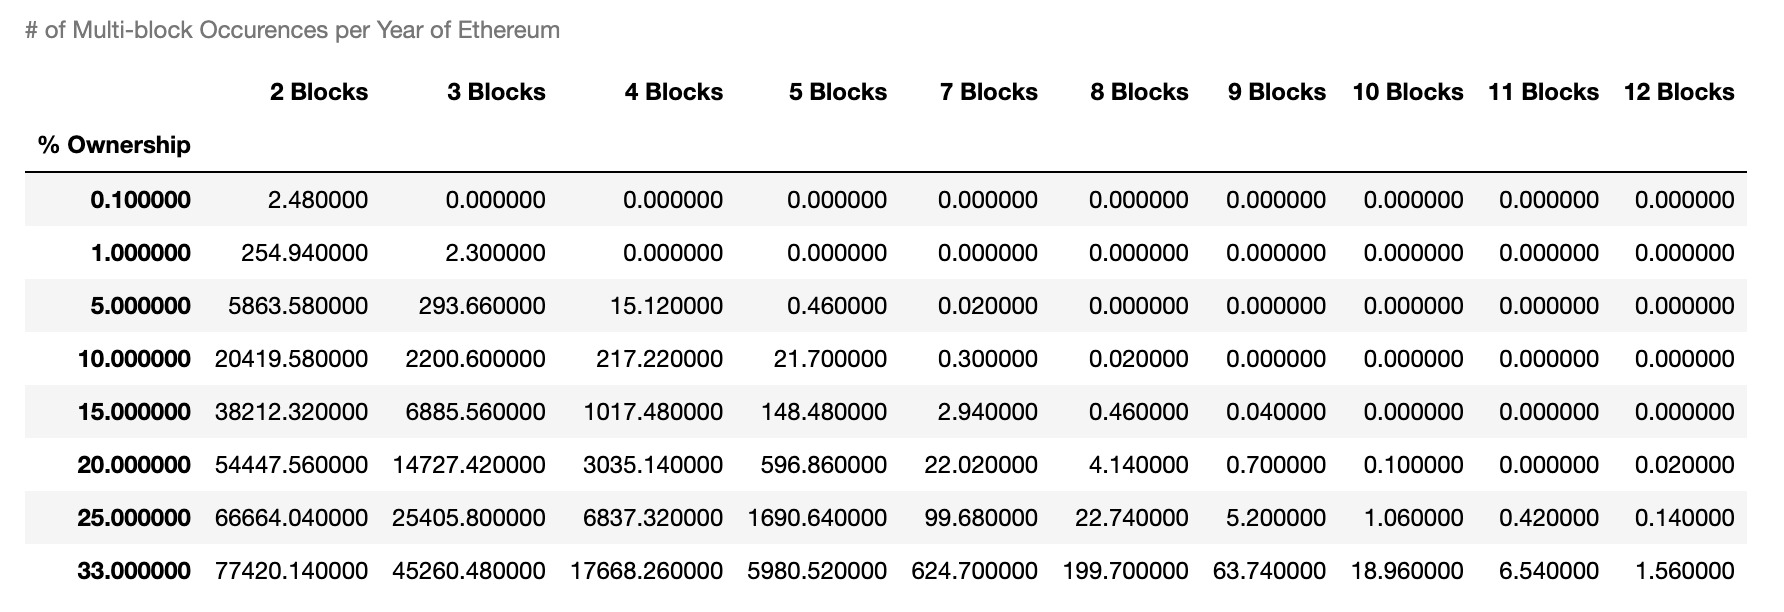 # of Multi-block Occurences per Year of Ethereum
2 Blocks 3 Blocks 4 Blocks 5 Blocks 7 Blocks 8 Blocks 9 Blocks 10 Blocks 11 Blocks 12 Blocks
% Ownership
0.100000 2.480000 0.000000 0.000000 0.000000 0.000000 0.000000 0.000000 0.000000 0.000000 0.000000
1.000000 254.940000 2.300000 0.000000 0.000000 0.000000 0.000000 0.000000 0.000000 0.000000 0.000000
5.000000 5863.580000 293.660000 15.120000 0.460000 0.020000 0.000000 0.000000 0.000000 0.000000 0.000000
10.000000 20419.580000 2200.600000 217.220000 21.700000 0.300000 0.020000 0.000000 0.000000 0.000000 0.000000
15.000000 38212.320000 6885.560000 1017.480000 148.480000 2.940000 0.460000 0.040000 0.000000 0.000000 0.000000
20.000000 54447.560000 14727.420000 3035.140000 596.860000 22.020000 4.140000 0.700000 0.100000 0.000000 0.020000
25.000000 66664.040000 25405.800000 6837.320000 1690.640000 99.680000 22.740000 5.200000 1.060000 0.420000 0.140000
33.000000 77420.140000 45260.480000 17668.260000 5980.520000 624.700000 199.700000 63.740000 18.960000 6.540000 1.560000